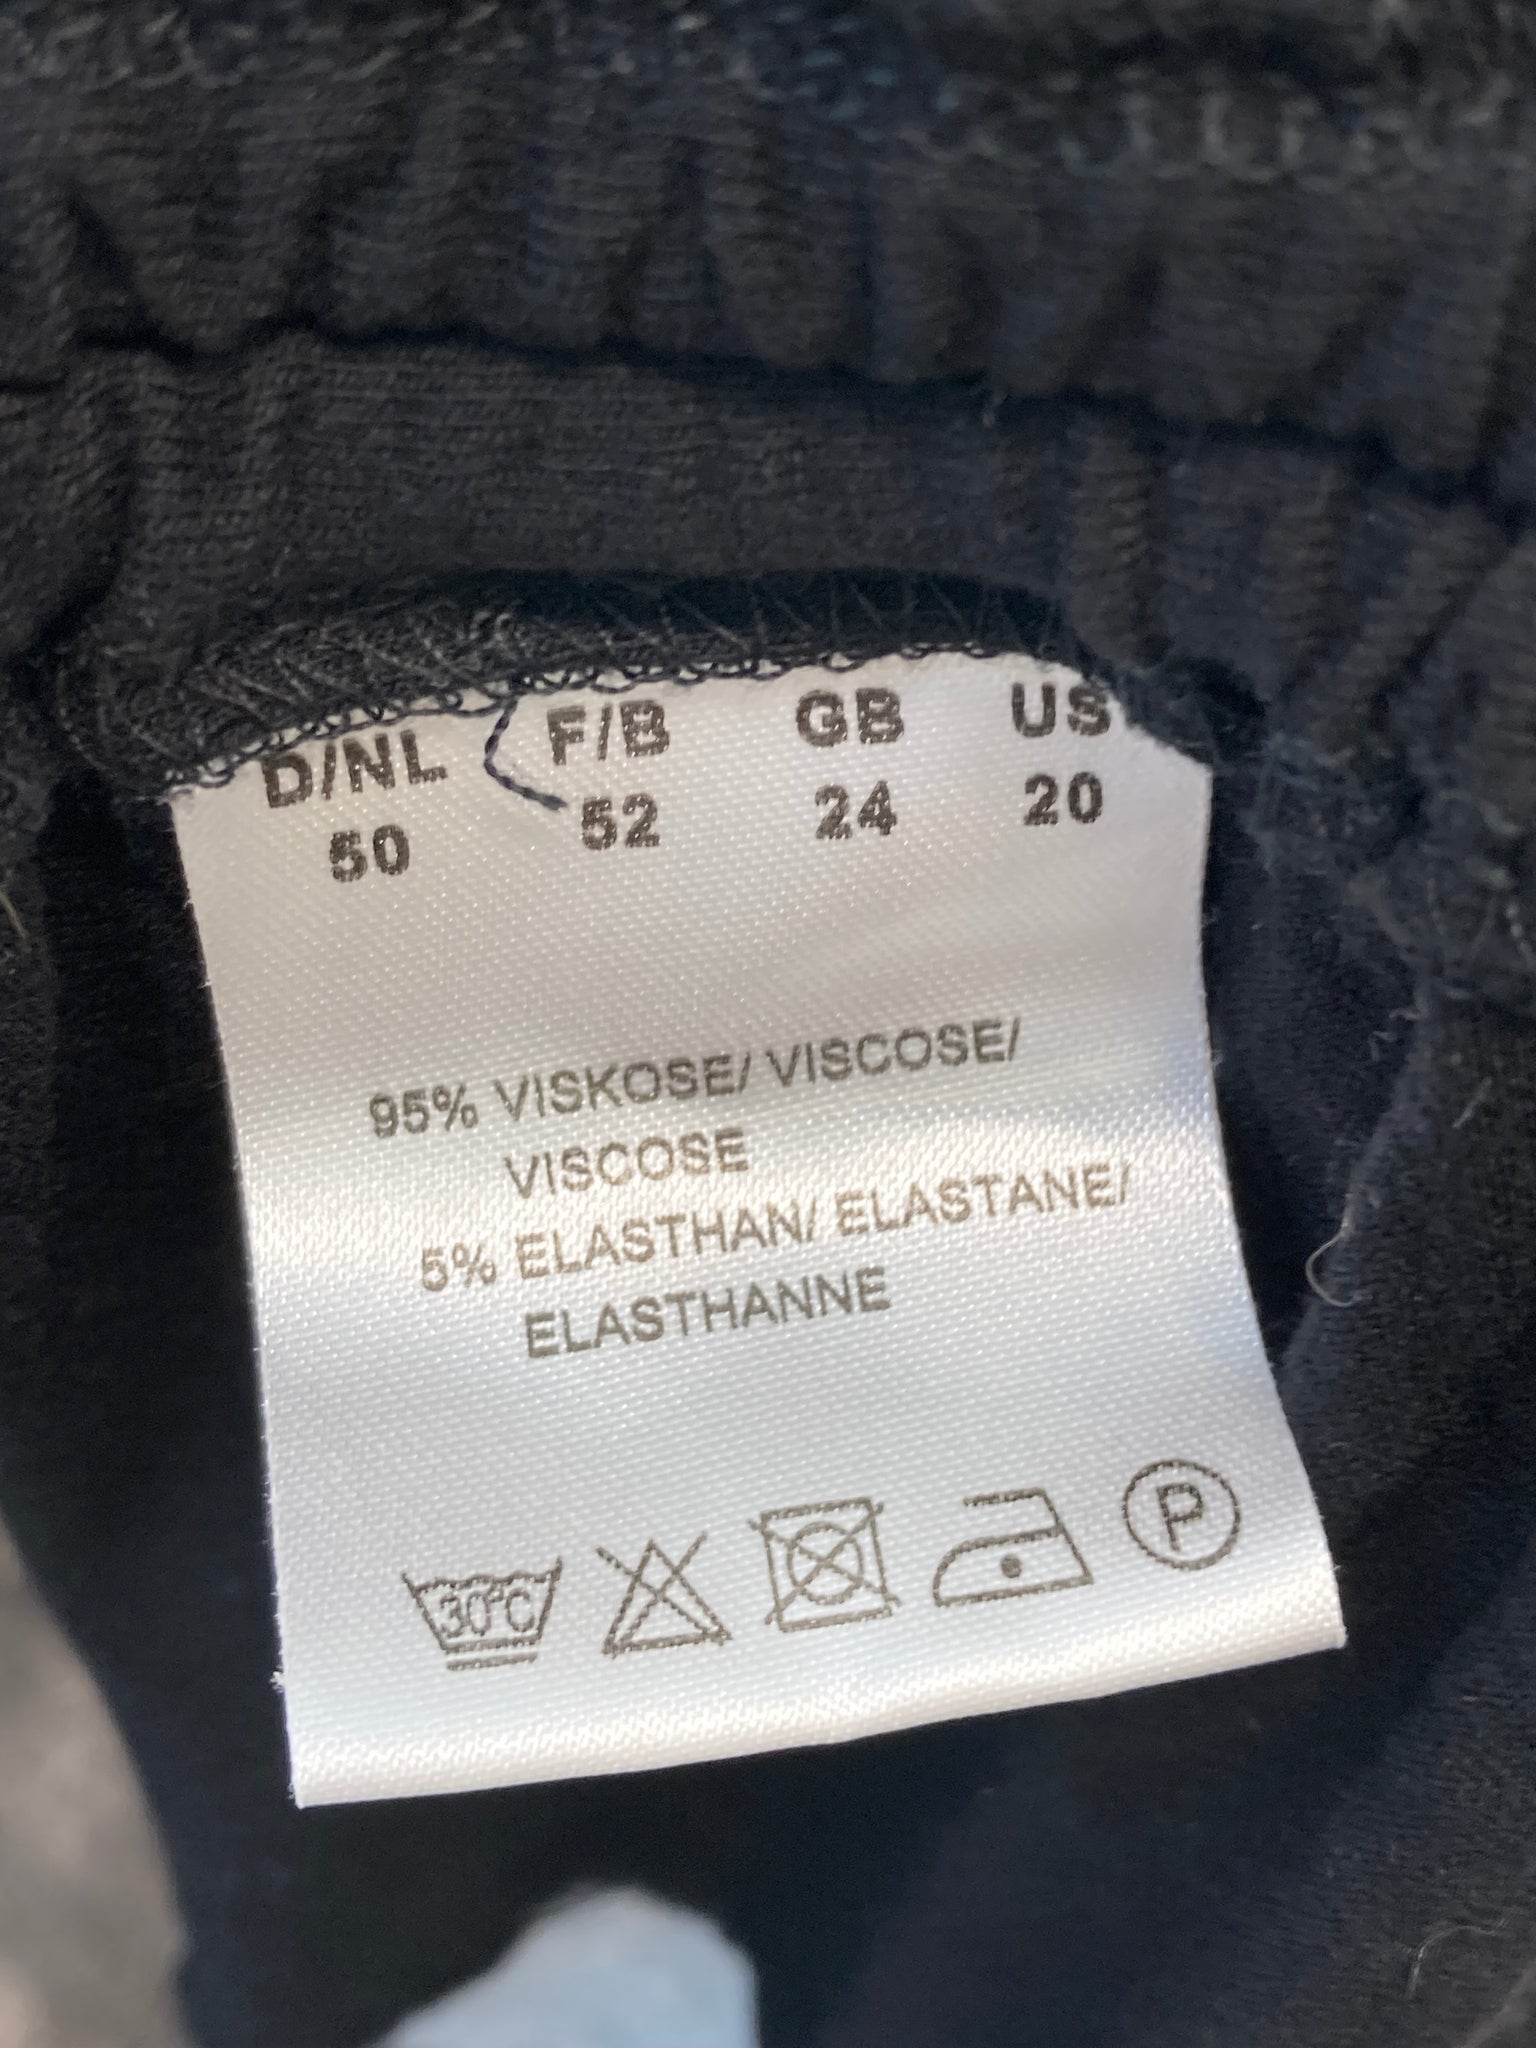 D/NL F/B GB US
50 52 24 20
95% VISKOSE/ VISCOSE/
VISCOSE
5% ELASTHAN/ ELASTANE/
ELASTHANNE
30°C P